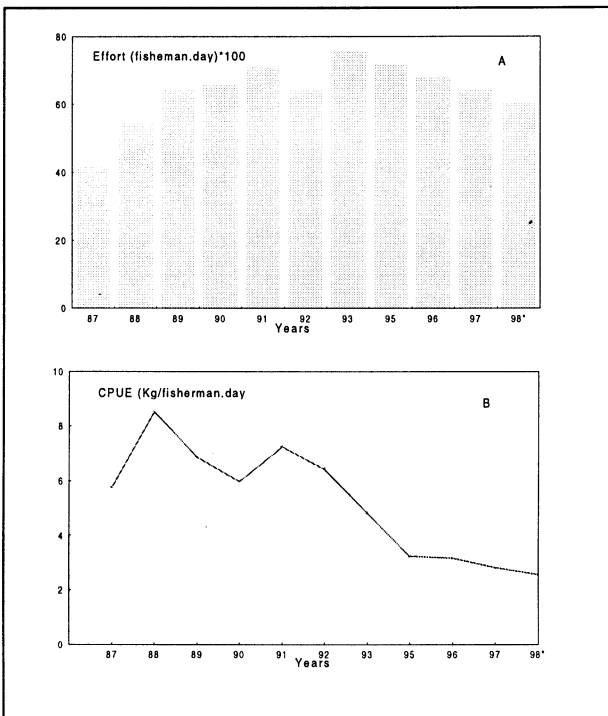 80
Effort (fisheman.day)*100
A
60
40
20
0
87 88 89 90 91 92 93 95 96 97 98*
Years
10
CPUE (Kg/fisherman.day
B
8
6
4
2
0
87 88 89 90 91 92 93 95 96 97 98*
Years